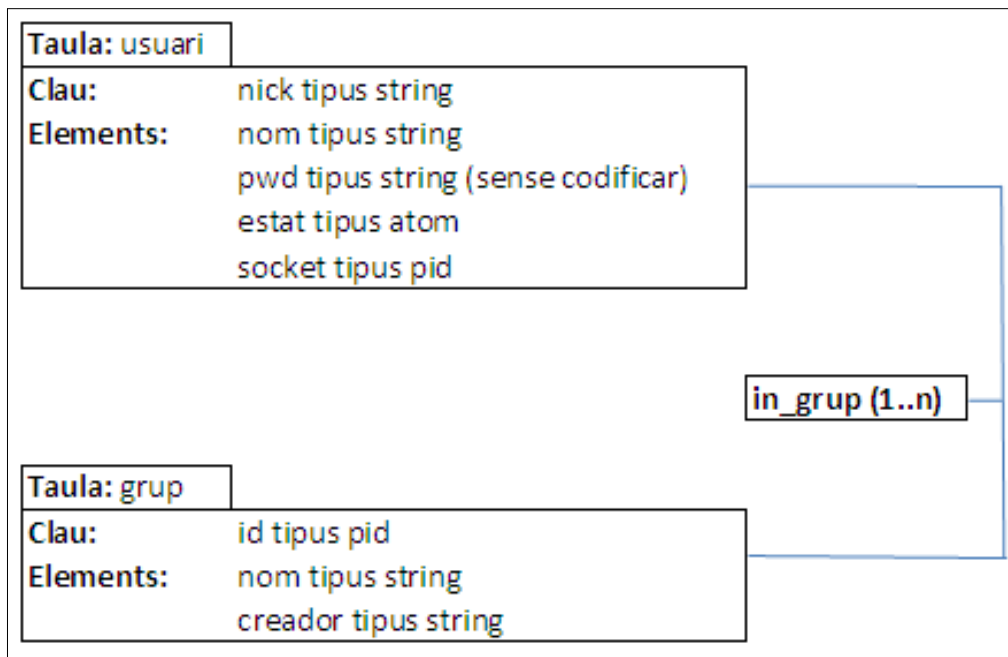 Taula: usuari
Clau: nick tipus string
Elements: nom tipus string
pwd tipus string (sense codificar)
estat tipus atom
socket tipus pid
in_grup (1..n)
Taula: grup
Clau: id tipus pid
Elements: nom tipus string
creador tipus string